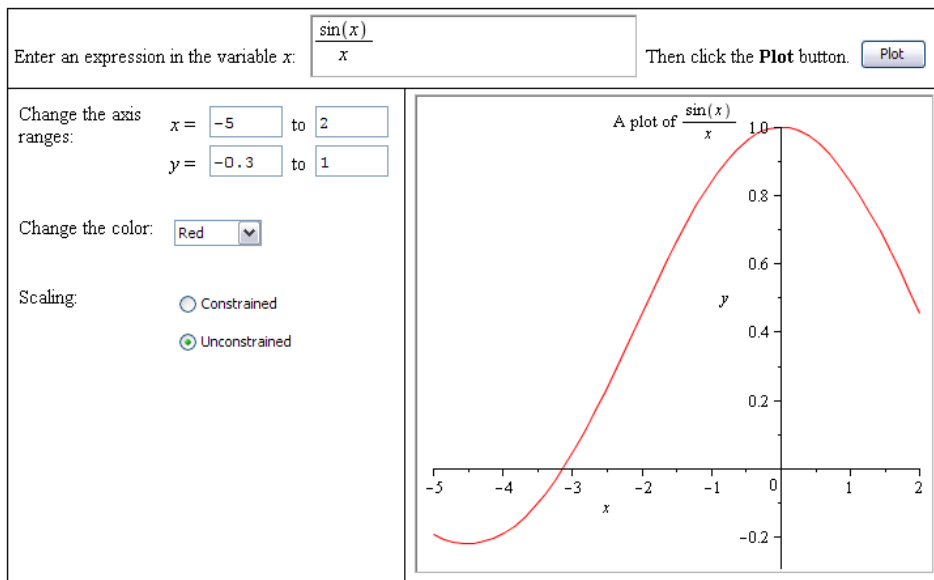 Enter an expression in the variable x: sin(x)/x Then click the Plot button. Plot
Change the axis
ranges:
x = -5 to 2
y = -0.3 to 1
Change the color: Red
Scaling:
Constrained
Unconstrained
A plot of sin(x)/x
1.0
0.8
0.6
y
0.4
0.2
-5 -4 -3 -2 -1 0 1 2
x
-0.2